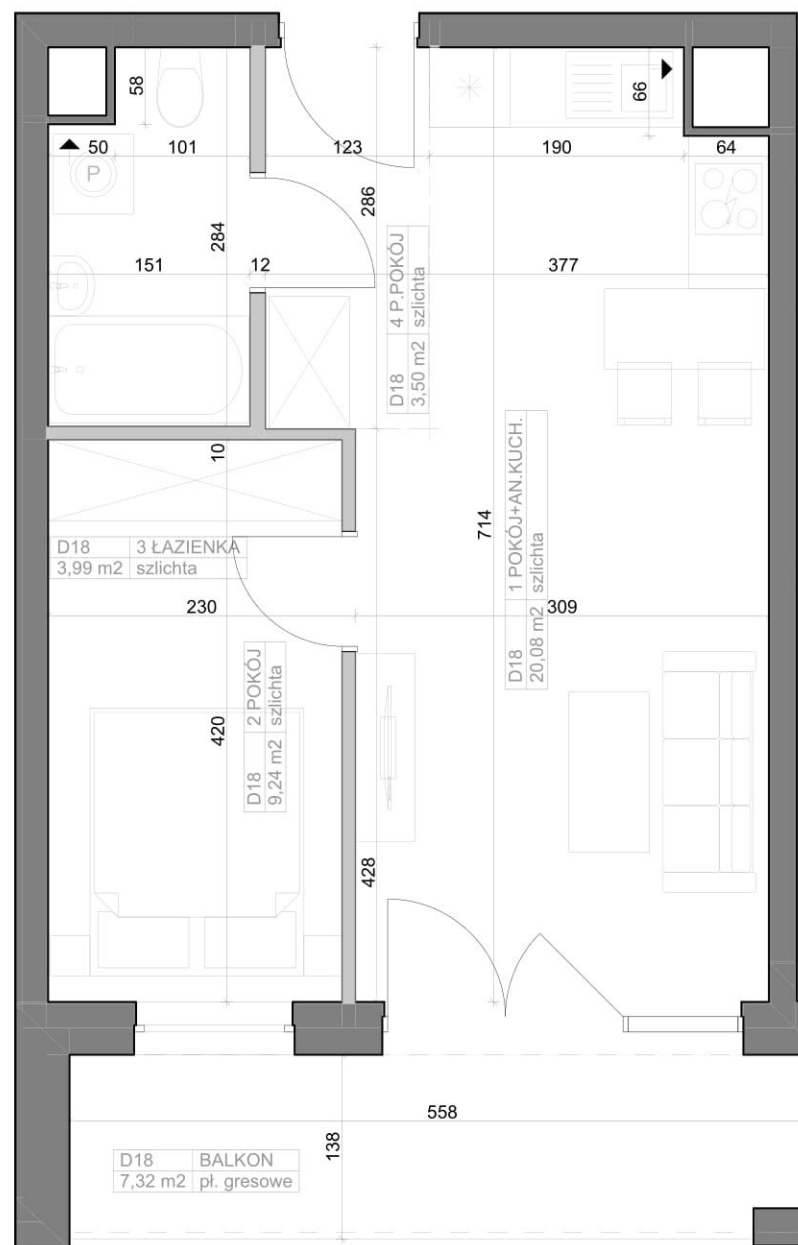 58
66
50
101
123
190
64
P
286
284
151
12
377
D18 4 P.POKÓJ
3,50 m2 szlichta
10
D18 1 POKÓJ+AN.KUCH.
20,08 m2 szlichta
714
D18 3 ŁAZIENKA
3,99 m2 szlichta
230
309
D18 2 POKÓJ
9,24 m2 szlichta
420
428
558
138
D18 BALKON
7,32 m2 pł. gresowe